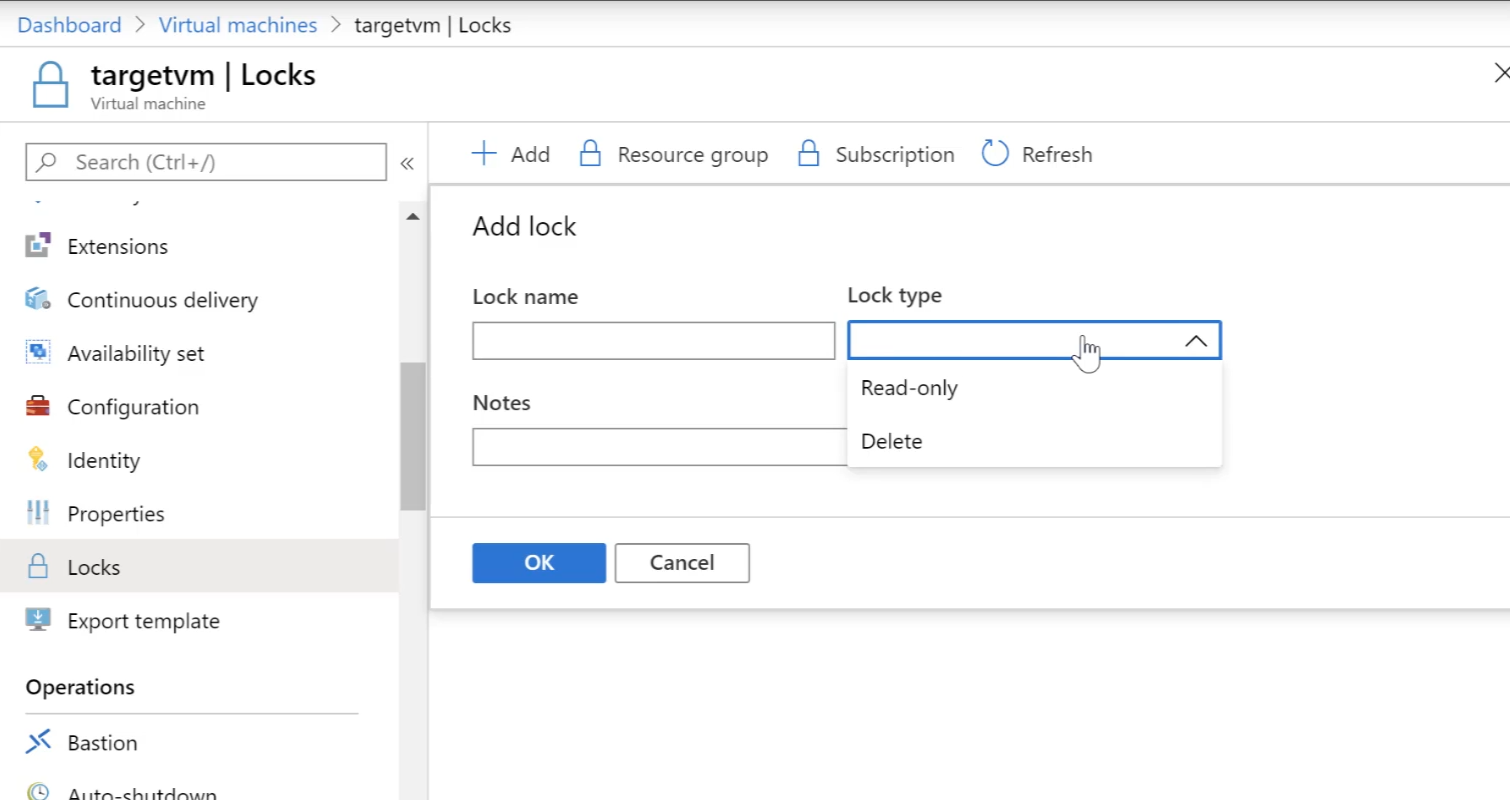 Dashboard > Virtual machines > targetvm | Locks
targetvm | Locks
Virtual machine
Search (Ctrl+/)
«
Add
Resource group
Subscription
Refresh
Extensions
Continuous delivery
Availability set
Configuration
Identity
Properties
Locks
Export template
Operations
Bastion
Auto-shutdown
Add lock
Lock name
Lock type
Read-only
Delete
Notes
OK
Cancel